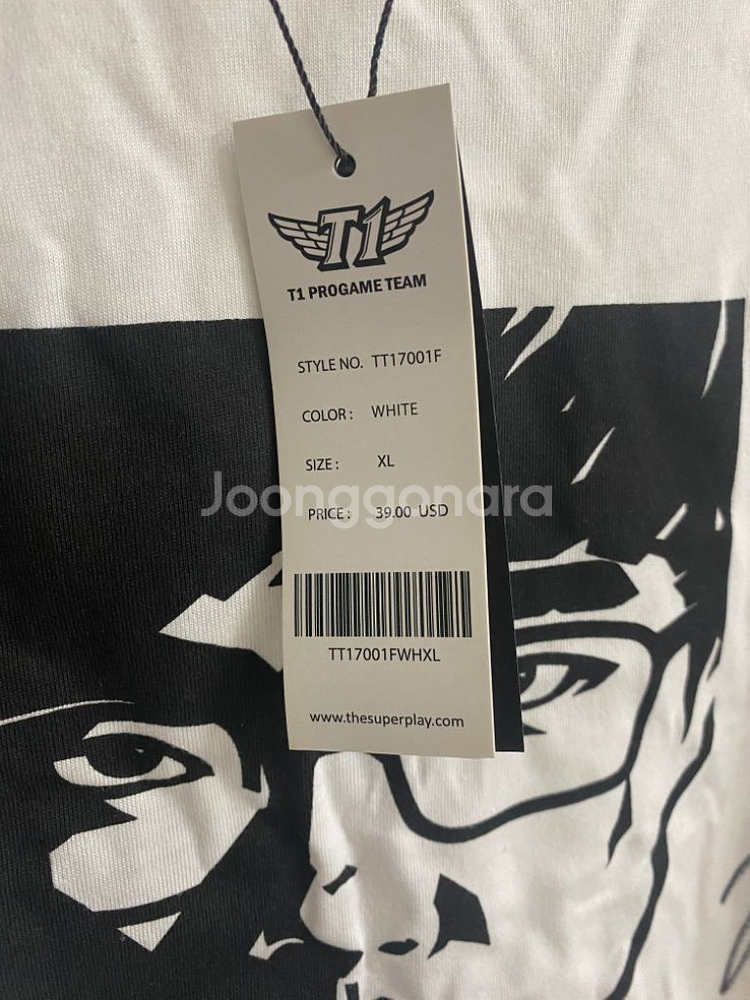 T1
T1 PROGAME TEAM
STYLE NO. TT17001F
COLOR : WHITE
SIZE : XL
Joonggonara
PRICE : 39.00 USD
TT17001FWHXL
www.thesuperplay.com